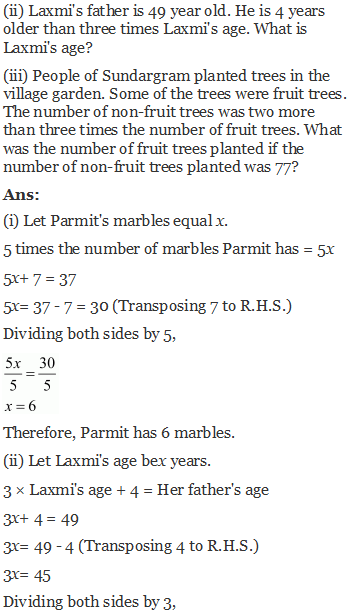 (ii) Laxmi's father is 49 year old. He is 4 years
older than three times Laxmi's age. What is
Laxmi's age?
(iii) People of Sundargram planted trees in the
village garden. Some of the trees were fruit trees.
The number of non-fruit trees was two more
than three times the number of fruit trees. What
was the number of fruit trees planted if the
number of non-fruit trees planted was 77?
Ans:
(i) Let Parmit's marbles equal x.
5 times the number of marbles Parmit has = 5x
5x+ 7 = 37
5x= 37 - 7 = 30 (Transposing 7 to R.H.S.)
Dividing both sides by 5,
5x/5 = 30/5
x = 6
Therefore, Parmit has 6 marbles.
(ii) Let Laxmi's age bex years.
3 × Laxmi's age + 4 = Her father's age
3x+ 4 = 49
3x= 49 - 4 (Transposing 4 to R.H.S.)
3x= 45
Dividing both sides by 3,